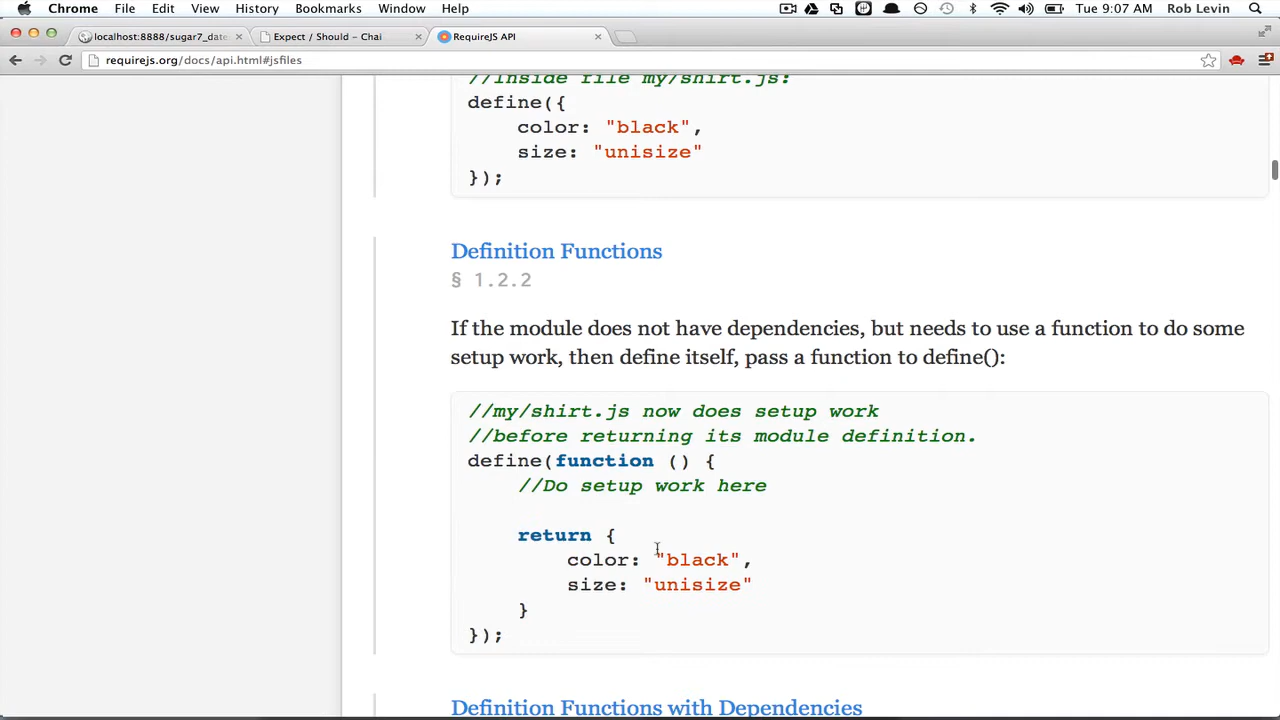 Chrome File Edit View History Bookmarks Window Help Tue 9:07 AM Rob Levin
localhost:8888/sugar7_date Expect / Should - Chai RequireJS API
requirejs.org/docs/api.html#jsfiles
//Inside file my/shirt.js:
define({
    color: "black",
    size: "unisize"
});
Definition Functions
§ 1.2.2
If the module does not have dependencies, but needs to use a function to do some
setup work, then define itself, pass a function to define():
//my/shirt.js now does setup work
//before returning its module definition.
define(function () {
    //Do setup work here
    return {
        color: "black",
        size: "unisize"
    }
});
Definition Functions with Dependencies